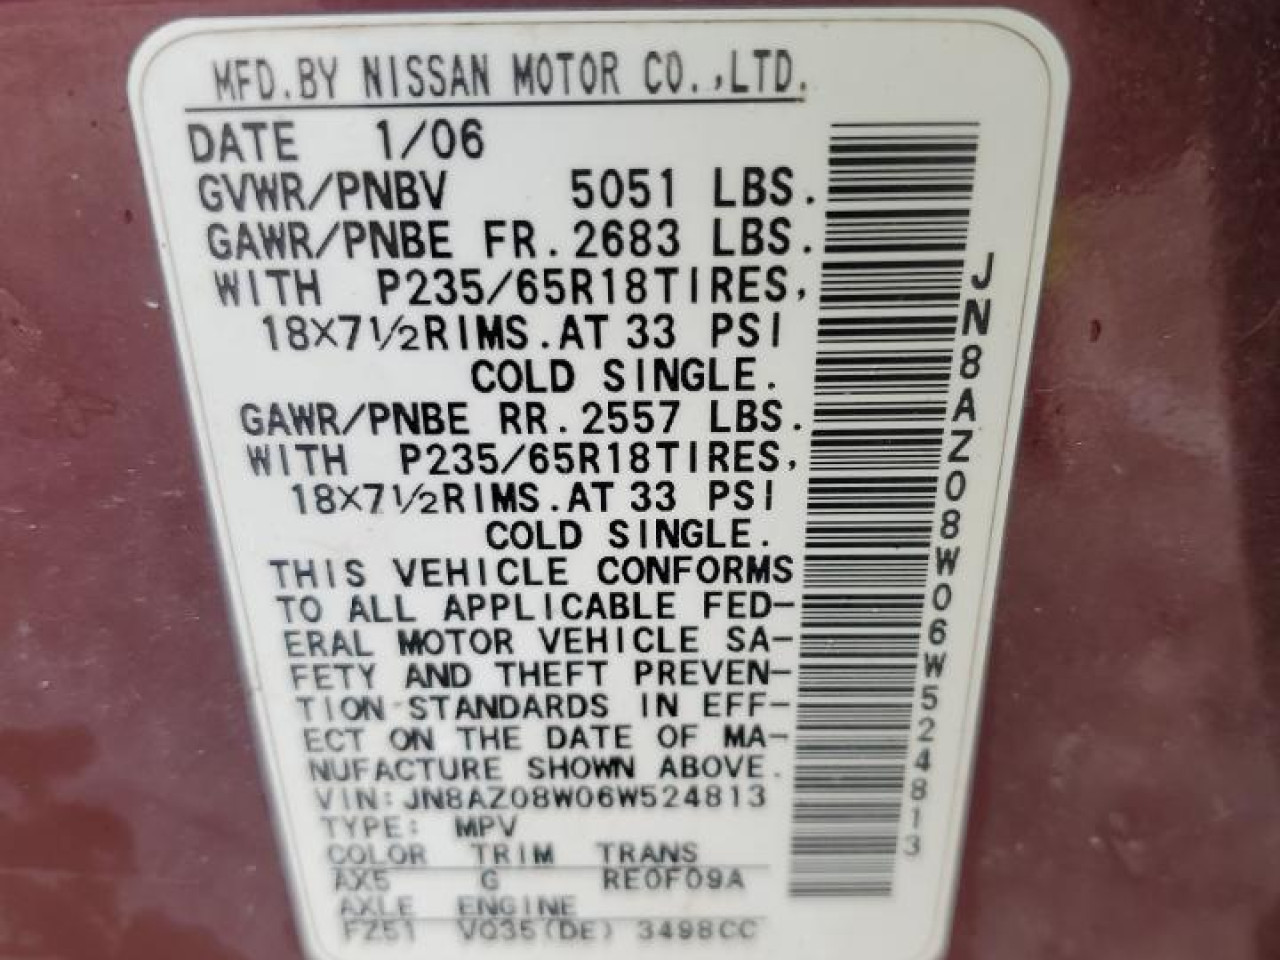 MFD.BY NISSAN MOTOR CO.,LTD.
DATE 1/06
GVWR/PNBV 5051 LBS.
GAWR/PNBE FR.2683 LBS.
WITH P235/65R18TIRES,
18X7½RIMS.AT 33 PSI
COLD SINGLE.
GAWR/PNBE RR.2557 LBS.
WITH P235/65R18TIRES,
18X7½RIMS.AT 33 PSI
COLD SINGLE.
THIS VEHICLE CONFORMS
TO ALL APPLICABLE FED-
ERAL MOTOR VEHICLE SA-
FETY AND THEFT PREVEN-
TION STANDARDS IN EFF-
ECT ON THE DATE OF MA-
NUFACTURE SHOWN ABOVE.
VIN:JN8AZ08W06W524813
TYPE: MPV
COLOR TRIM TRANS
AX5 G RE0F09A
AXLE ENGINE
FZ51 VQ35(DE) 3498CC
JN8AZ08W06W524813